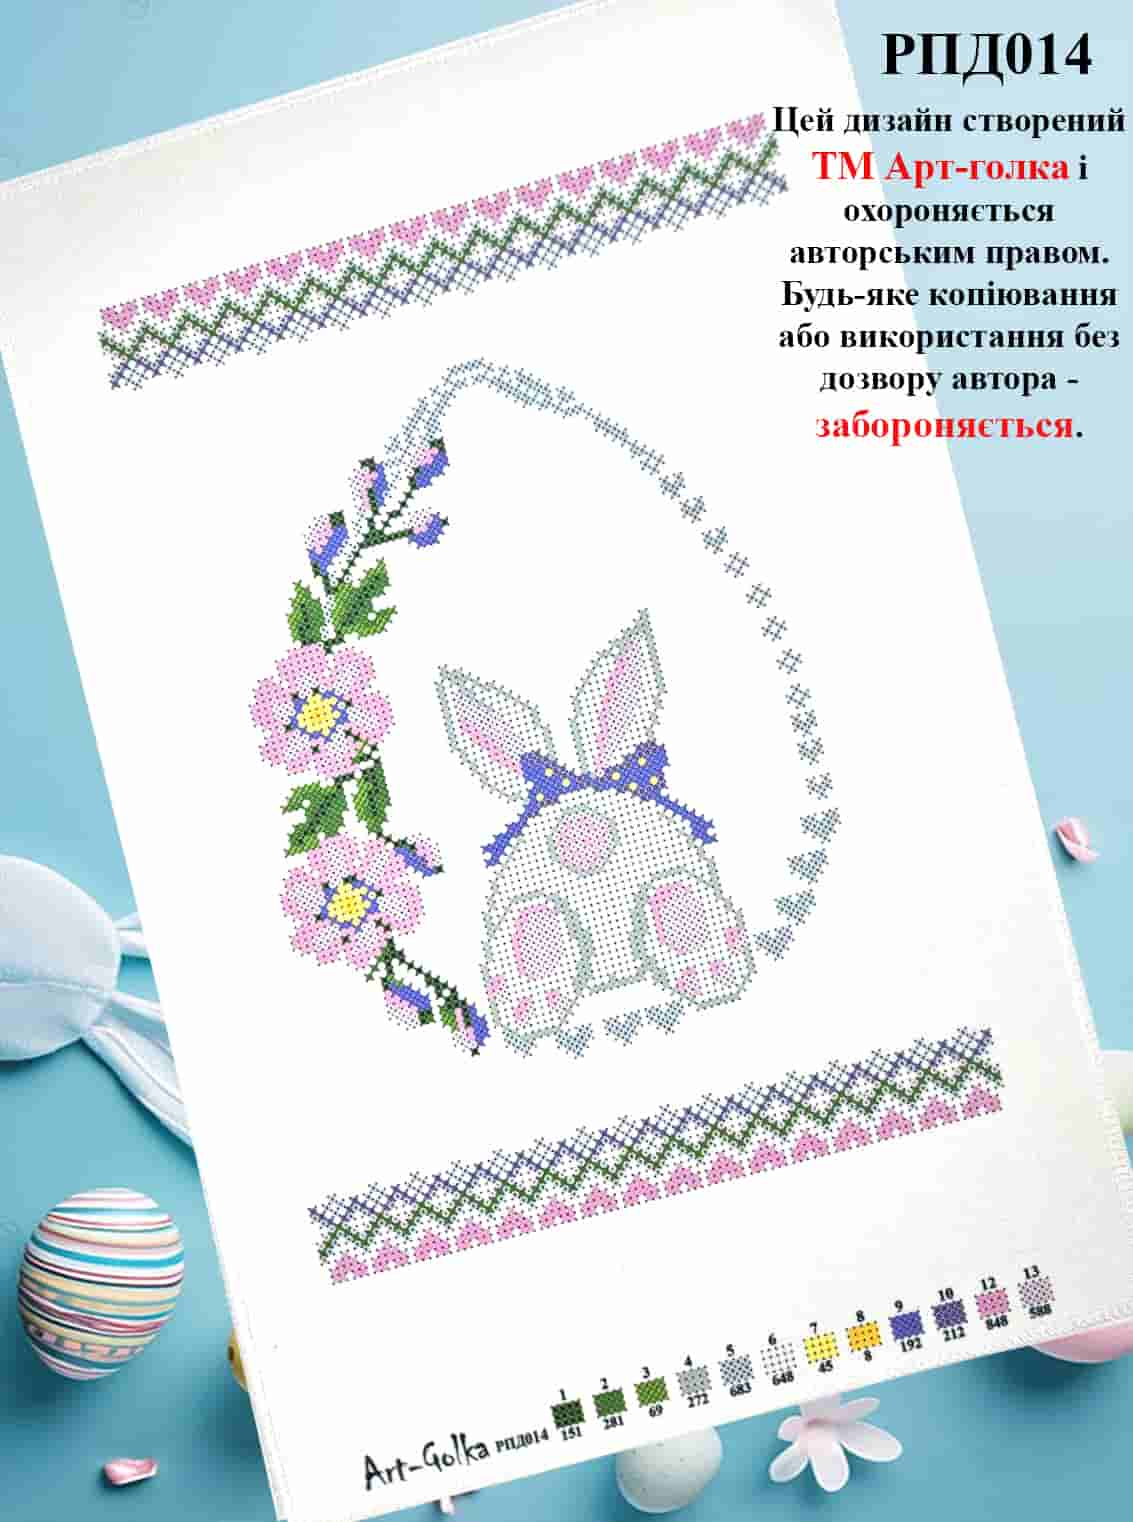 РПД014
Цей дизайн створений
ТМ Арт-голка і
охороняється
авторським правом.
Будь-яке копіювання
або використання без
дозвору автора -
забороняється.
1 2 3 4 5 6 7 8 9 10 12 13
151 281 69 272 683 648 45 8 192 212 848 588
Art-Golka РПД014